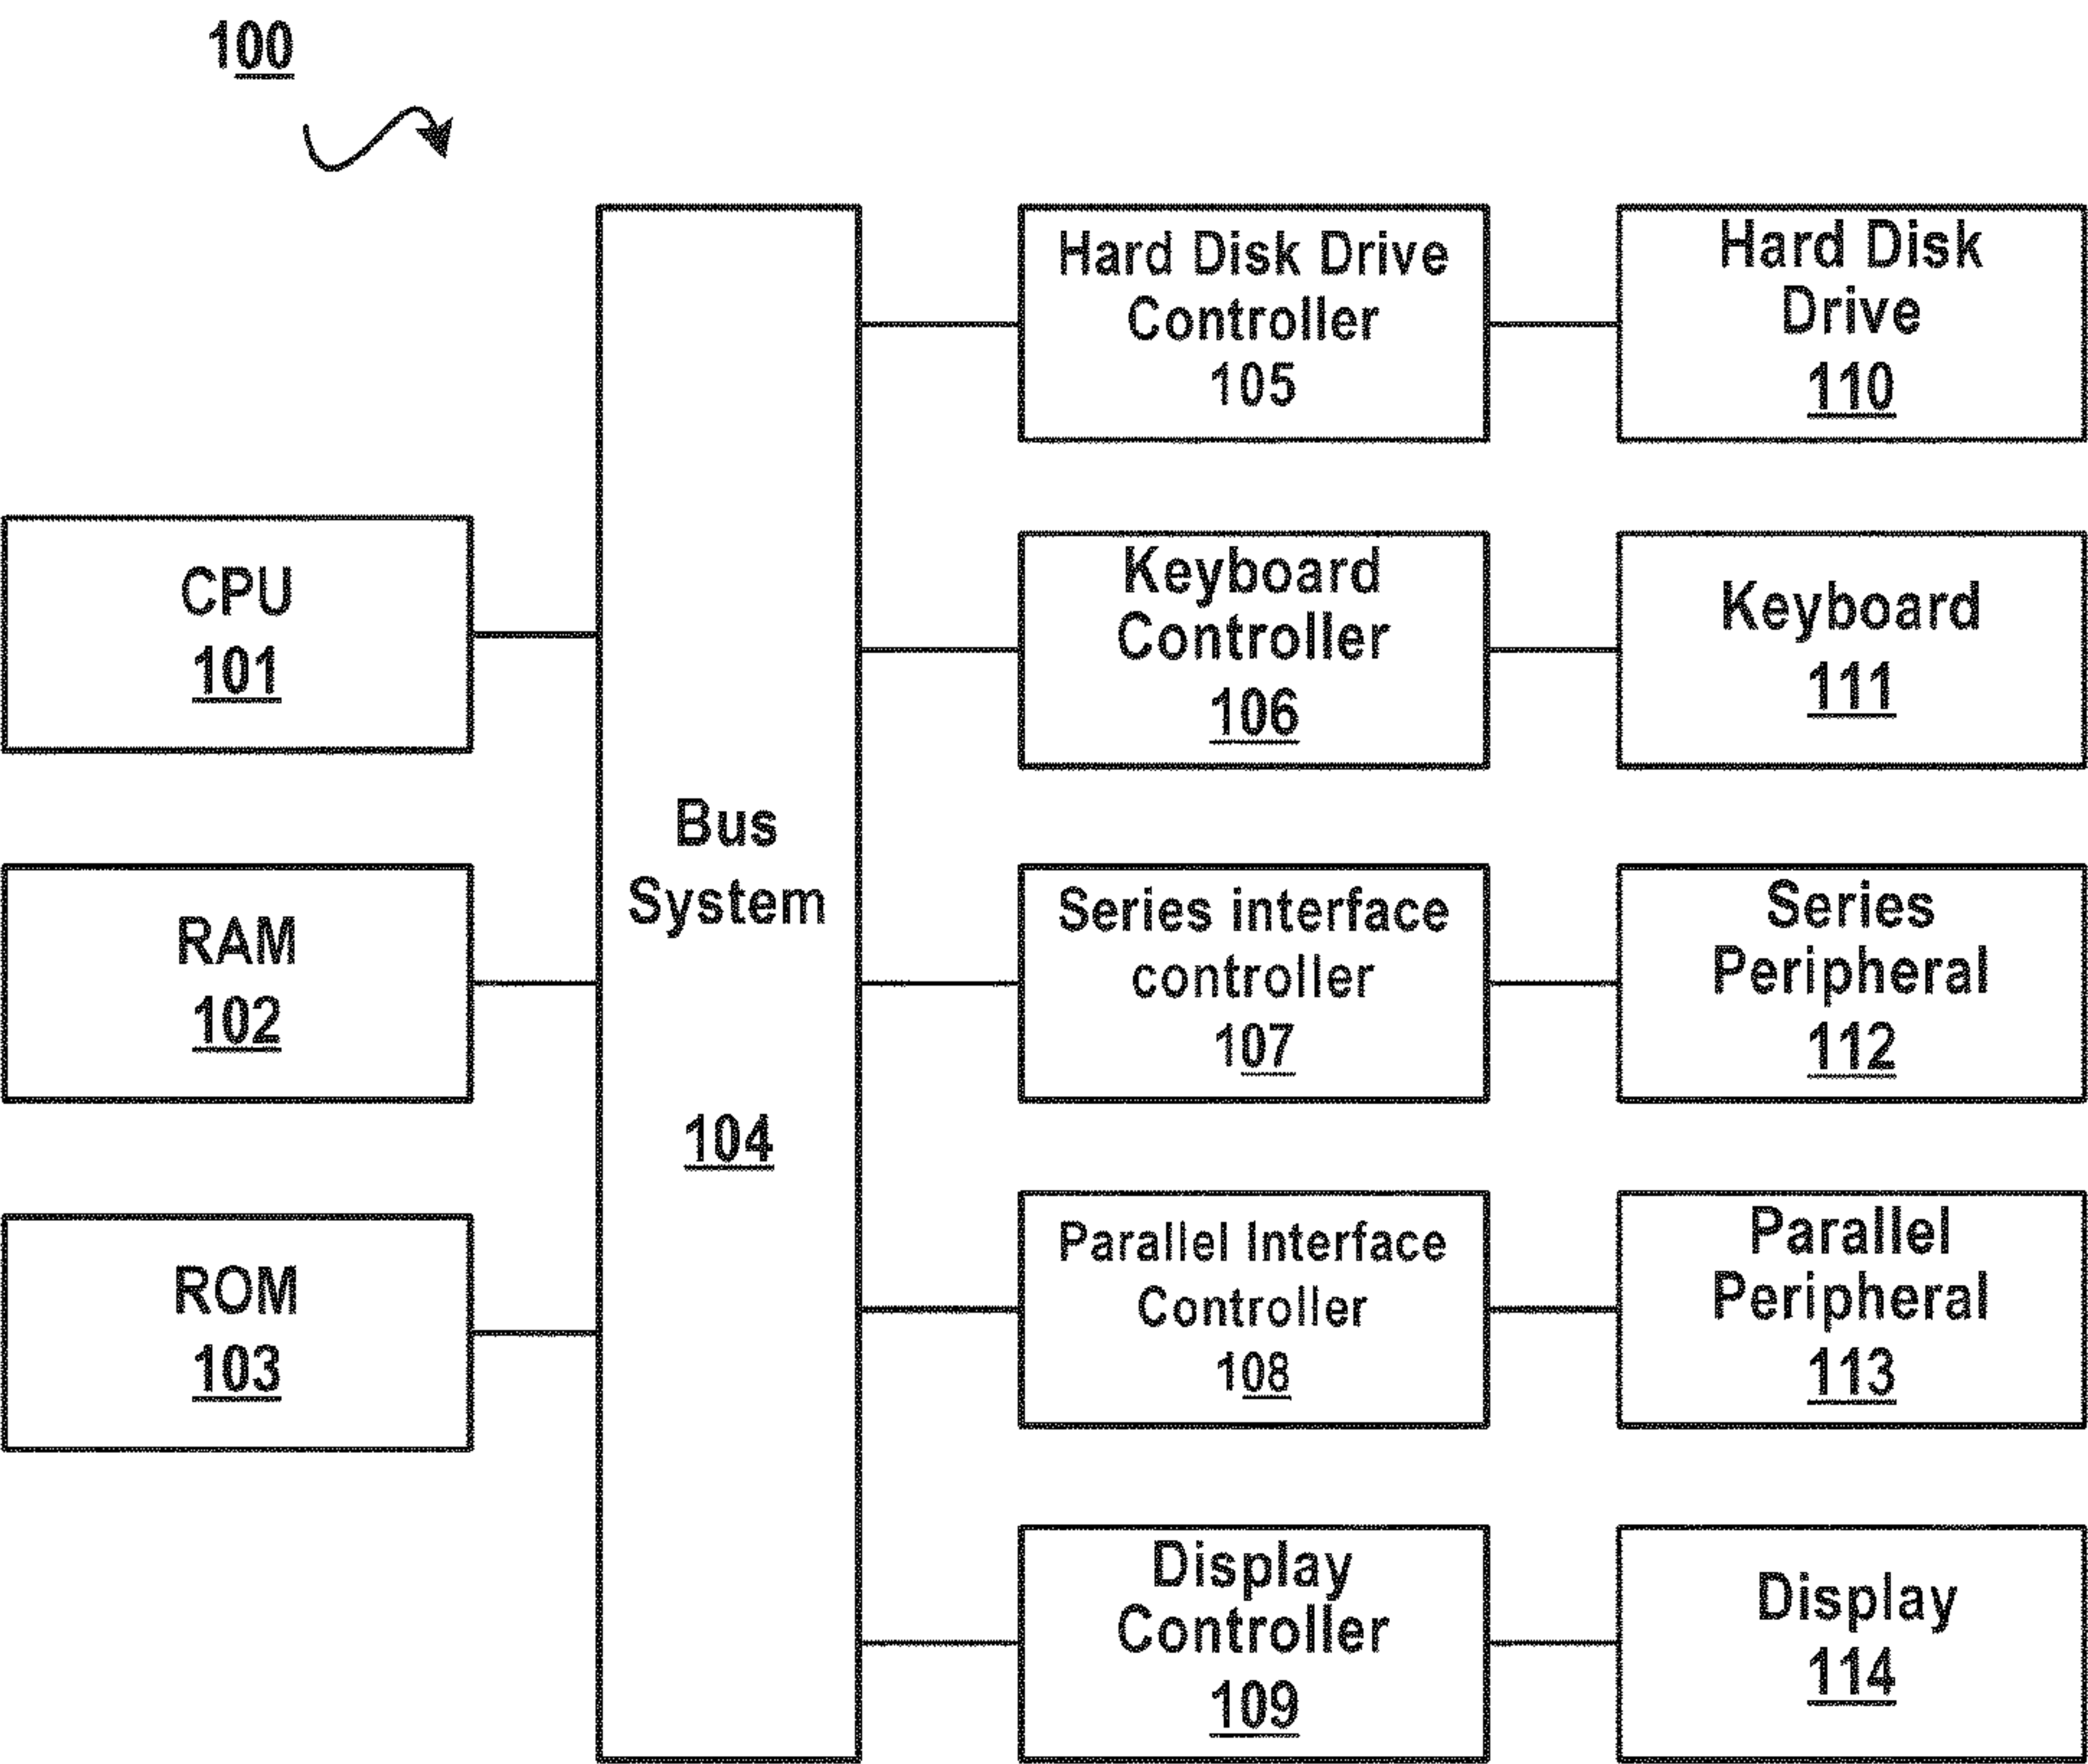 100
CPU
101
RAM
102
ROM
103
Bus
System
104
Hard Disk Drive
Controller
105
Keyboard
Controller
106
Series interface
controller
107
Parallel Interface
Controller
108
Display
Controller
109
Hard Disk
Drive
110
Keyboard
111
Series
Peripheral
112
Parallel
Peripheral
113
Display
114